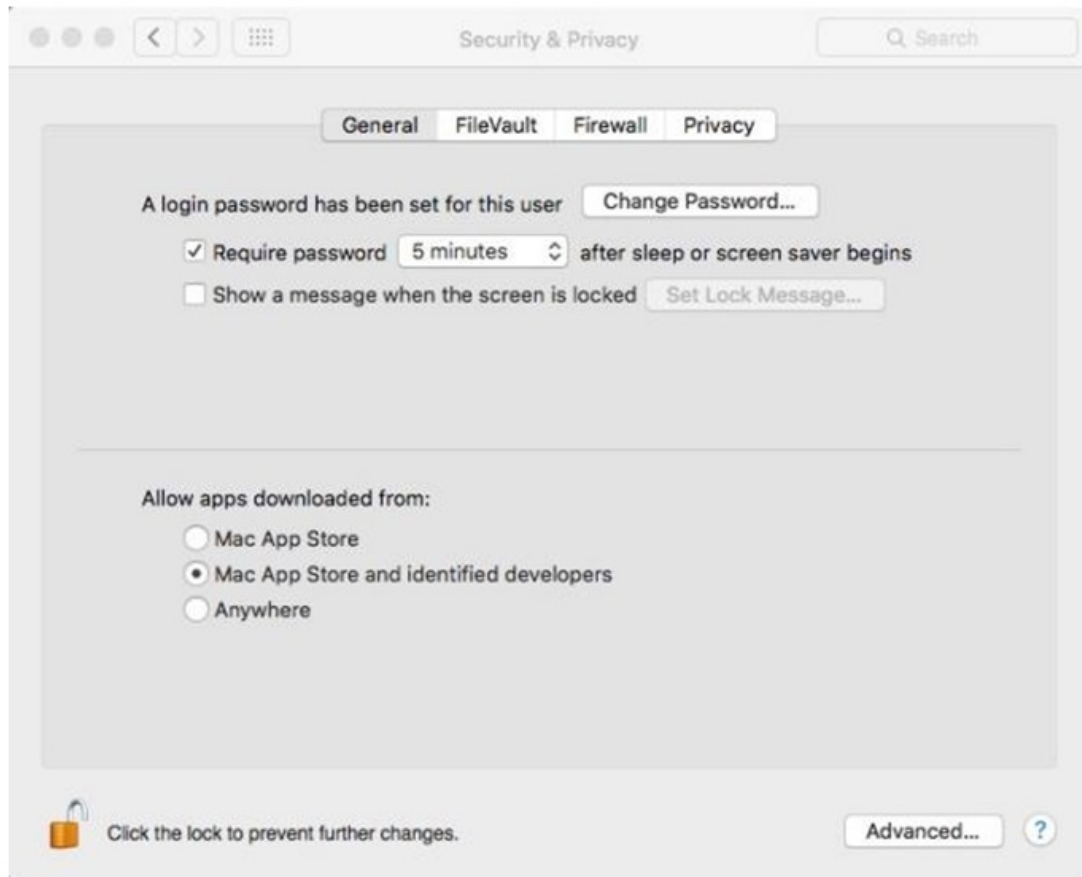 Security & Privacy
Search
General FileVault Firewall Privacy
A login password has been set for this user Change Password...
Require password 5 minutes after sleep or screen saver begins
Show a message when the screen is locked Set Lock Message...
Allow apps downloaded from:
Mac App Store
Mac App Store and identified developers
Anywhere
Click the lock to prevent further changes.
Advanced... ?